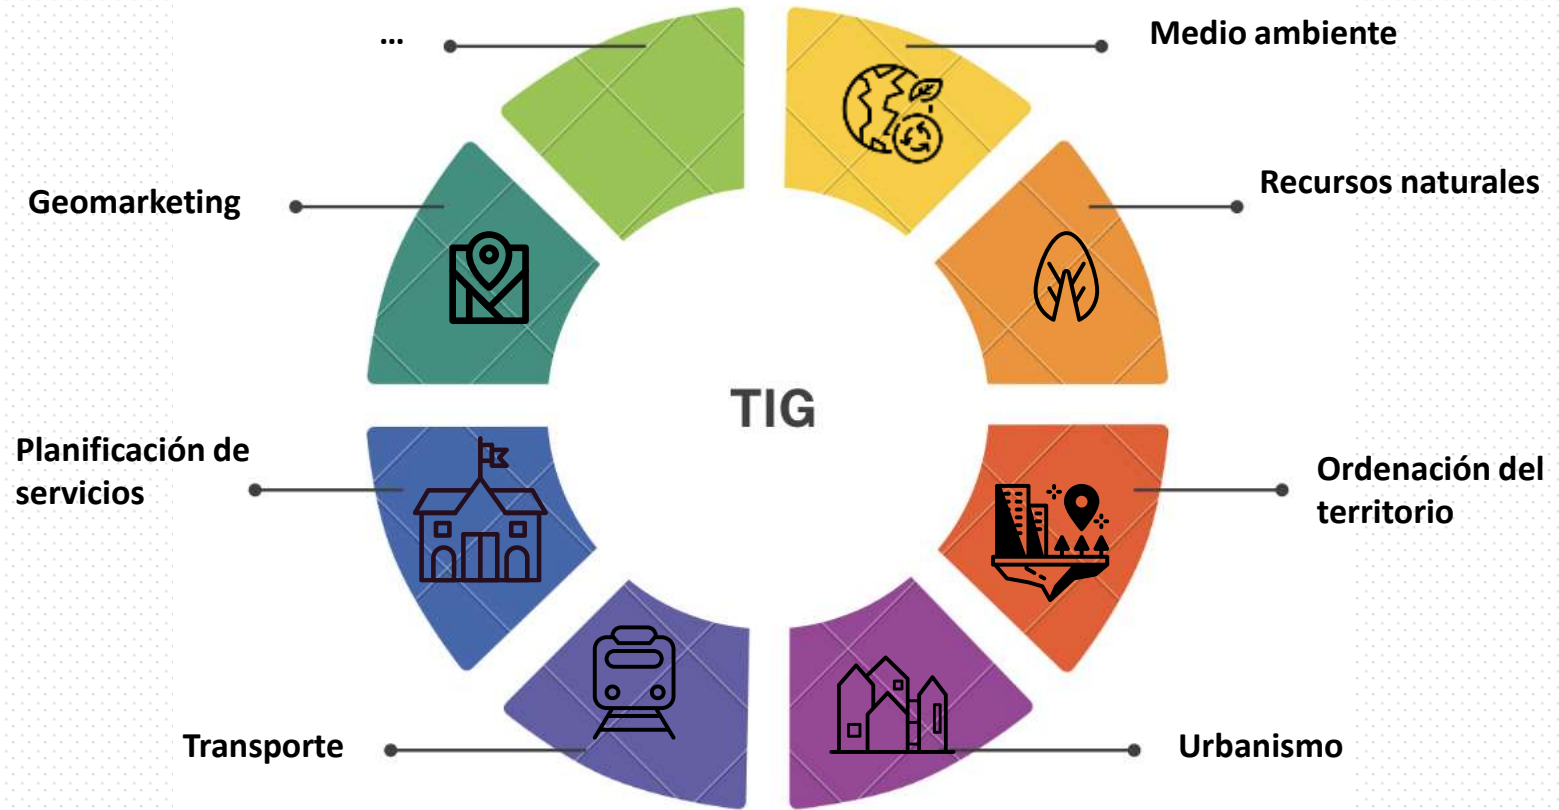 ...
Medio ambiente
Geomarketing
Recursos naturales
TIG
Planificación de
servicios
Ordenación del
territorio
Transporte
Urbanismo